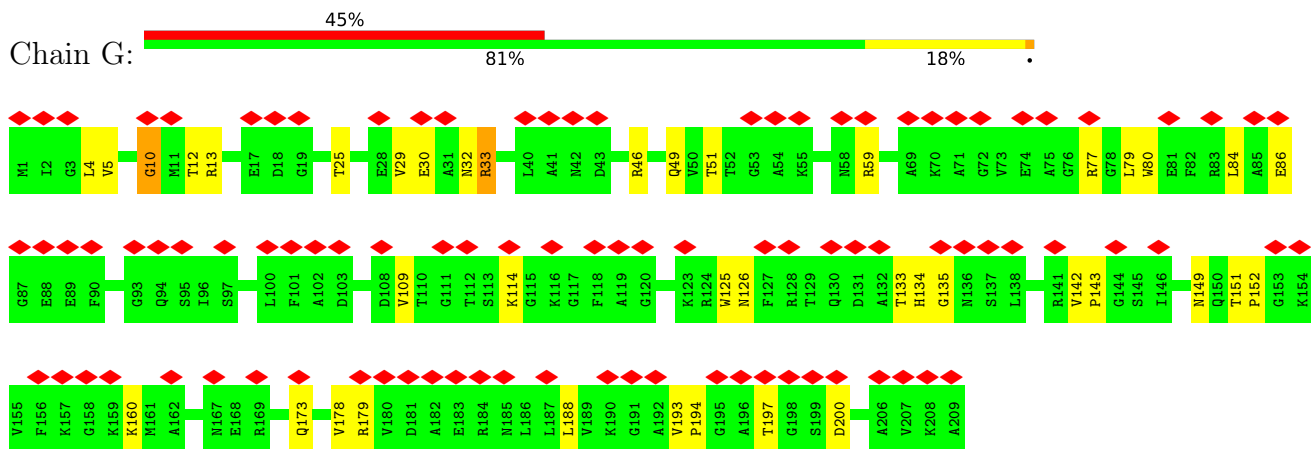 45%
Chain G:
81% 18% •
M1 I2 G3 L4 V5 G10 M11 T12 R13 E17 D18 G19 T25 E28 V29 E30 A31 N32 R33 L40 A41 N42 D43 R46 Q49 V50 T51 T52 G53 A54 K55 N58 R59 A69 K70 A71 G72 V73 E74 A75 G76 R77 G78 L79 W80 E81 F82 R83 L84 A85 E86
G87 E88 E89 F90 G93 Q94 S95 I96 S97 L100 F101 A102 D103 D108 V109 T110 G111 T112 S113 K114 G115 K116 G117 F118 A119 G120 K123 R124 W125 N126 F127 R128 T129 Q130 D131 A132 T133 H134 G135 N136 S137 L138 R141 V142 P143 G144 S145 I146 N149 Q150 T151 P152 G153 K154
V155 F156 K157 G158 K159 K160 M161 A162 N167 E168 R169 Q173 V178 R179 V180 D181 A182 E183 R184 N185 L186 L187 L188 V189 K190 G191 A192 V193 P194 G195 A196 T197 G198 S199 D200 A206 V207 K208 A209